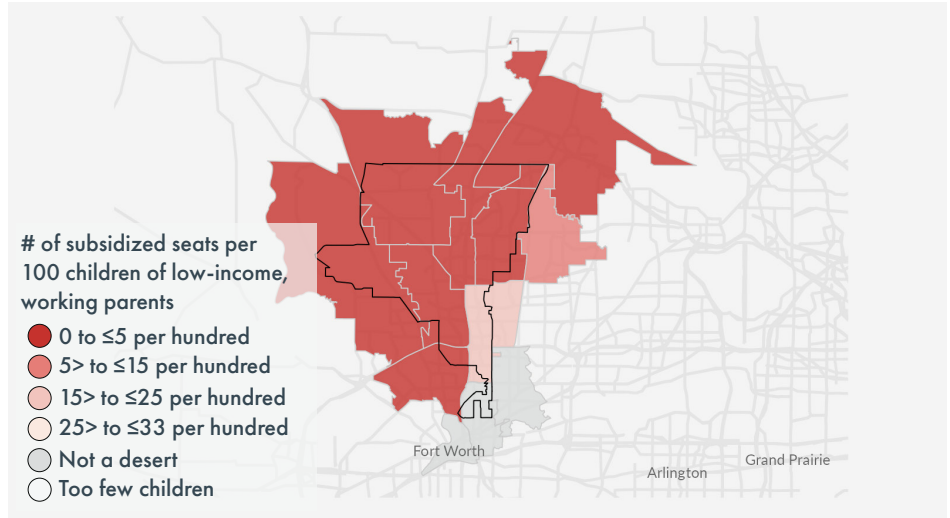 # of subsidized seats per
100 children of low-income,
working parents
0 to ≤5 per hundred
5> to ≤15 per hundred
15> to ≤25 per hundred
25> to ≤33 per hundred
Not a desert
Too few children
Fort Worth
Arlington
Grand Prairie